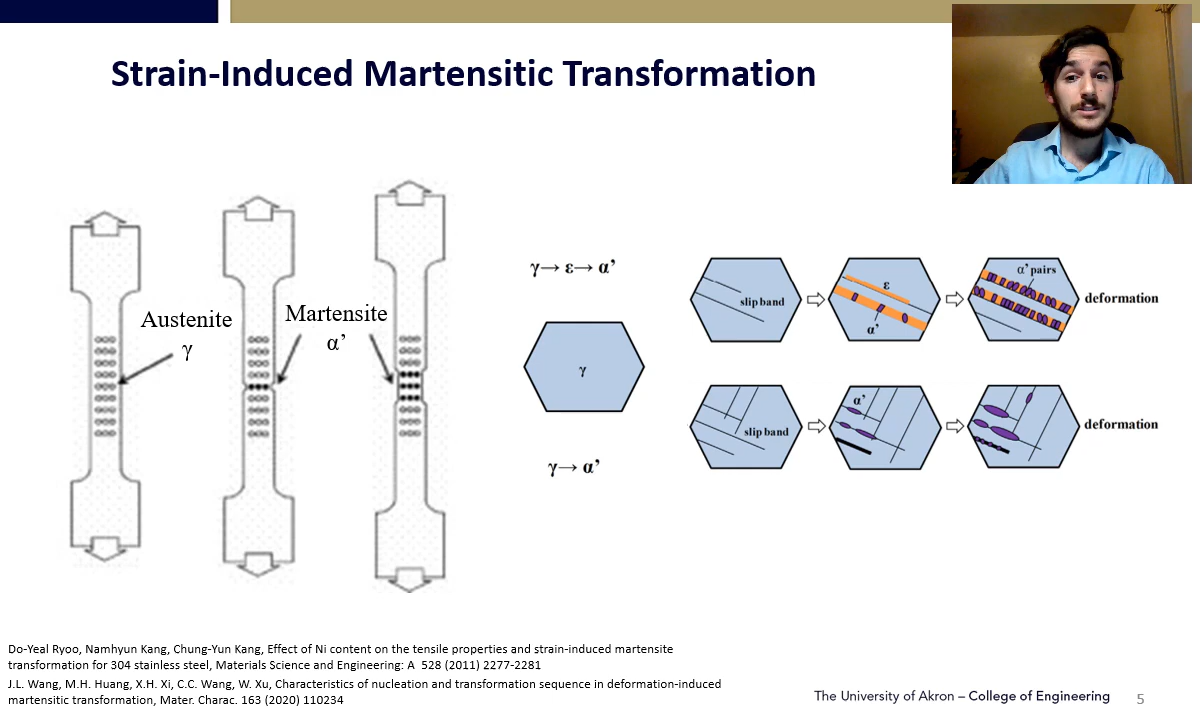 Strain-Induced Martensitic Transformation
Austenite
γ
Martensite
α’
γ→ ε→ α’
γ
γ→ α’
slip band
ε
α’
α’ pairs
deformation
slip band
α’
deformation
Do-Yeal Ryoo, Namhyun Kang, Chung-Yun Kang, Effect of Ni content on the tensile properties and strain-induced martensite
transformation for 304 stainless steel, Materials Science and Engineering: A 528 (2011) 2277-2281
J.L. Wang, M.H. Huang, X.H. Xi, C.C. Wang, W. Xu, Characteristics of nucleation and transformation sequence in deformation-induced
martensitic transformation, Mater. Charac. 163 (2020) 110234
The University of Akron – College of Engineering
5